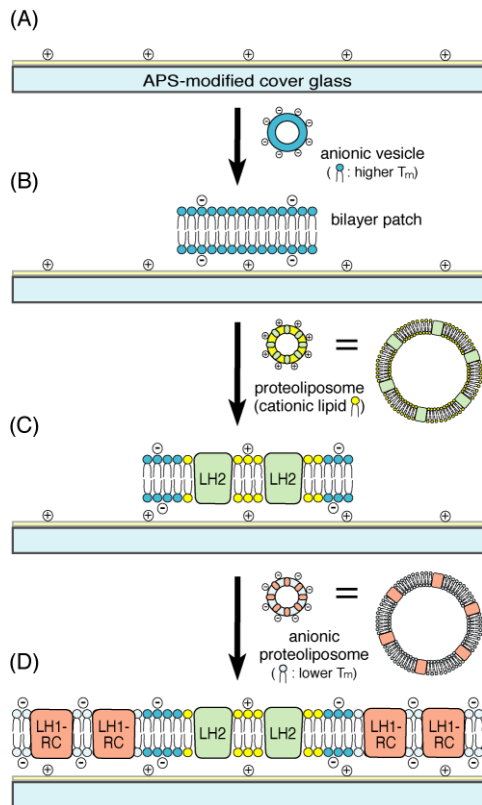 (A)
APS-modified cover glass
anionic vesicle
( : higher Tm)
(B)
bilayer patch
proteoliposome
(cationic lipid )
(C)
LH2 LH2
anionic
proteoliposome
( : lower Tm)
(D)
LH1-RC LH1-RC LH2 LH2 LH1-RC LH1-RC